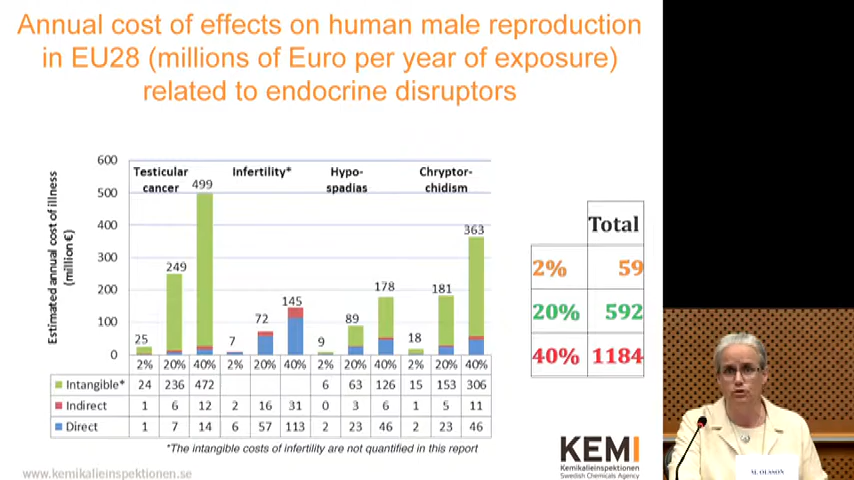 Annual cost of effects on human male reproduction
in EU28 (millions of Euro per year of exposure)
related to endocrine disruptors
Estimated annual cost of illness
(million €)
600
500
400
300
200
100
0
Testicular
cancer
Infertility*
Hypo-
spadias
Chryptor-
chidism
25
249
499
7
72
145
9
89
178
18
181
363
2% 20% 40% 2% 20% 40% 2% 20% 40% 2% 20% 40%
Intangible* 24 236 472 6 63 126 15 153 306
Indirect 1 6 12 2 16 31 0 3 6 1 5 11
Direct 1 7 14 6 57 113 2 23 46 2 23 46
*The intangible costs of infertility are not quantified in this report
Total
2% 59
20% 592
40% 1184
KEMI
Kemikalieinspektionen
Swedish Chemicals Agency
www.kemikalieinspektionen.se
M. OLSSON